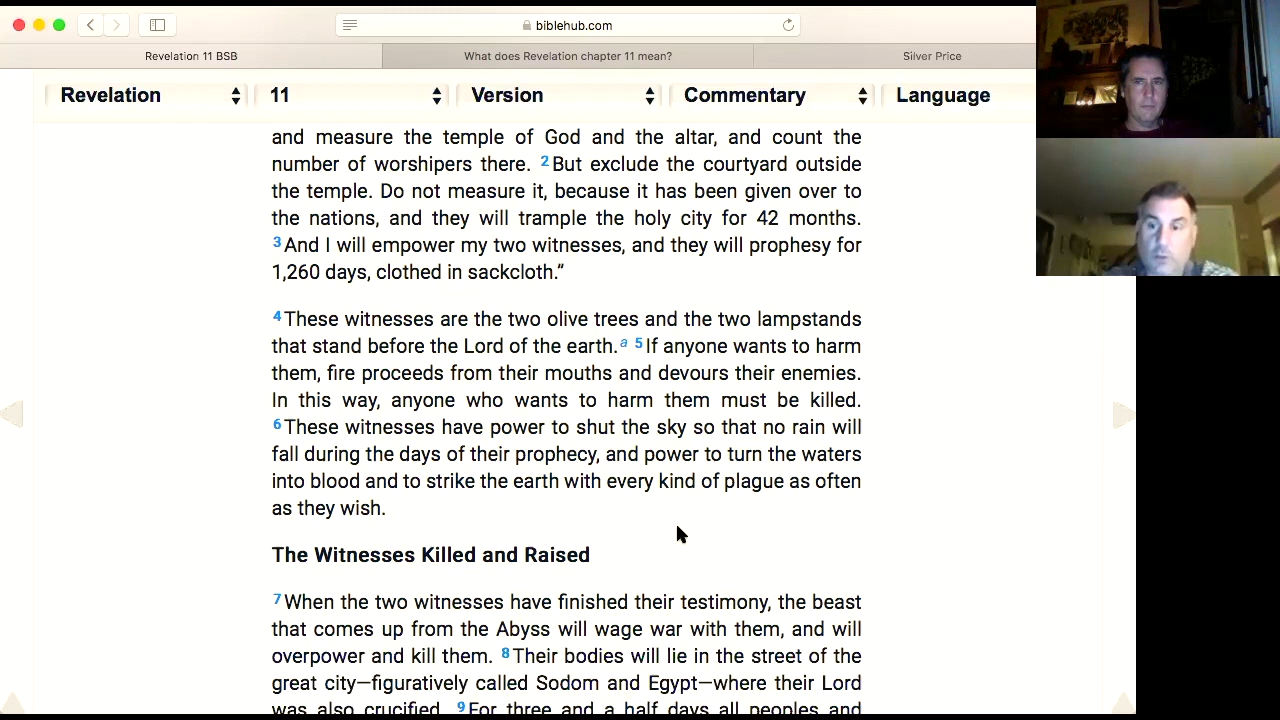 biblehub.com
Revelation 11 BSB
What does Revelation chapter 11 mean?
Silver Price
Revelation
11
Version
Commentary
Language
and measure the temple of God and the altar, and count the
number of worshipers there. 2 But exclude the courtyard outside
the temple. Do not measure it, because it has been given over to
the nations, and they will trample the holy city for 42 months.
3 And I will empower my two witnesses, and they will prophesy for
1,260 days, clothed in sackcloth.”
4 These witnesses are the two olive trees and the two lampstands
that stand before the Lord of the earth. a 5 If anyone wants to harm
them, fire proceeds from their mouths and devours their enemies.
In this way, anyone who wants to harm them must be killed.
6 These witnesses have power to shut the sky so that no rain will
fall during the days of their prophecy, and power to turn the waters
into blood and to strike the earth with every kind of plague as often
as they wish.
The Witnesses Killed and Raised
7 When the two witnesses have finished their testimony, the beast
that comes up from the Abyss will wage war with them, and will
overpower and kill them. 8 Their bodies will lie in the street of the
great city—figuratively called Sodom and Egypt—where their Lord
was also crucified. 9 For three and a half days all peoples and